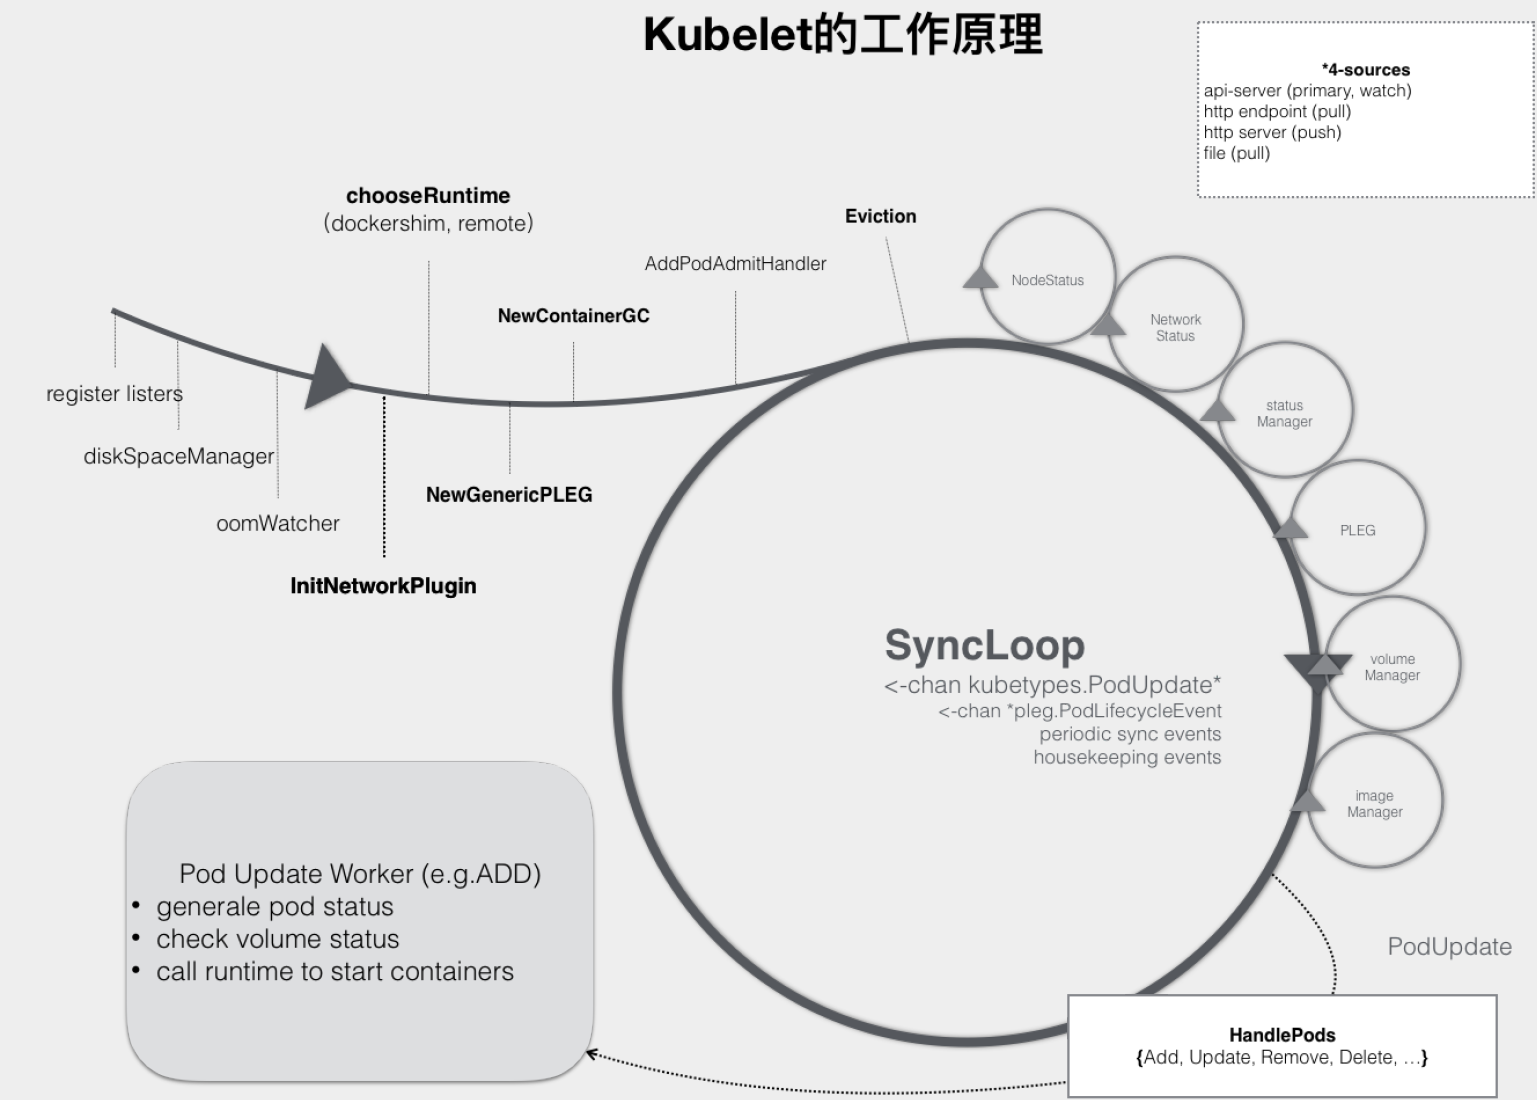 Kubelet的工作原理
*4-sources
api-server (primary, watch)
http endpoint (pull)
http server (push)
file (pull)
chooseRuntime
(dockershim, remote)
Eviction
AddPodAdmitHandler
NewContainerGC
register listers
diskSpaceManager
oomWatcher
NewGenericPLEG
InitNetworkPlugin
NodeStatus
Network
Status
status
Manager
PLEG
volume
Manager
image
Manager
SyncLoop
<-chan kubetypes.PodUpdate*
<-chan *pleg.PodLifecycleEvent
periodic sync events
housekeeping events
Pod Update Worker (e.g.ADD)
• generale pod status
• check volume status
• call runtime to start containers
PodUpdate
HandlePods
{Add, Update, Remove, Delete, ...}